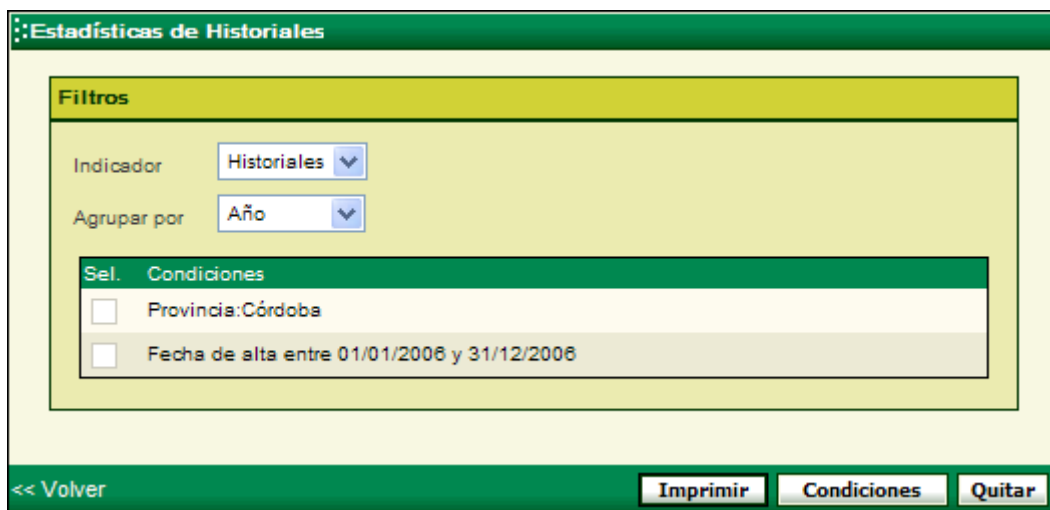 Estadísticas de Historiales
Filtros
Indicador Historiales
Agrupar por Año
Sel. Condiciones
Provincia:Córdoba
Fecha de alta entre 01/01/2006 y 31/12/2006
<< Volver Imprimir Condiciones Quitar